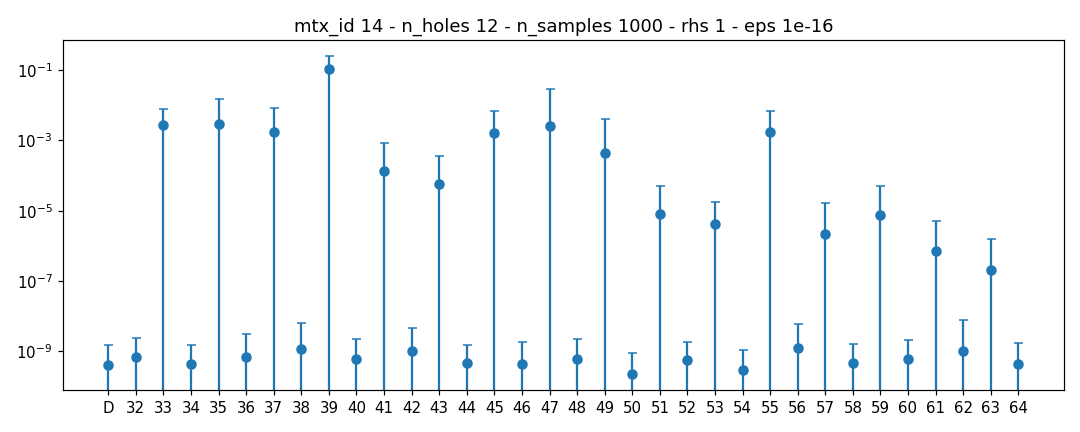 mtx_id 14 - n_holes 12 - n_samples 1000 - rhs 1 - eps 1e-16
10⁻¹
10⁻³
10⁻⁵
10⁻⁷
10⁻⁹
D 32 33 34 35 36 37 38 39 40 41 42 43 44 45 46 47 48 49 50 51 52 53 54 55 56 57 58 59 60 61 62 63 64